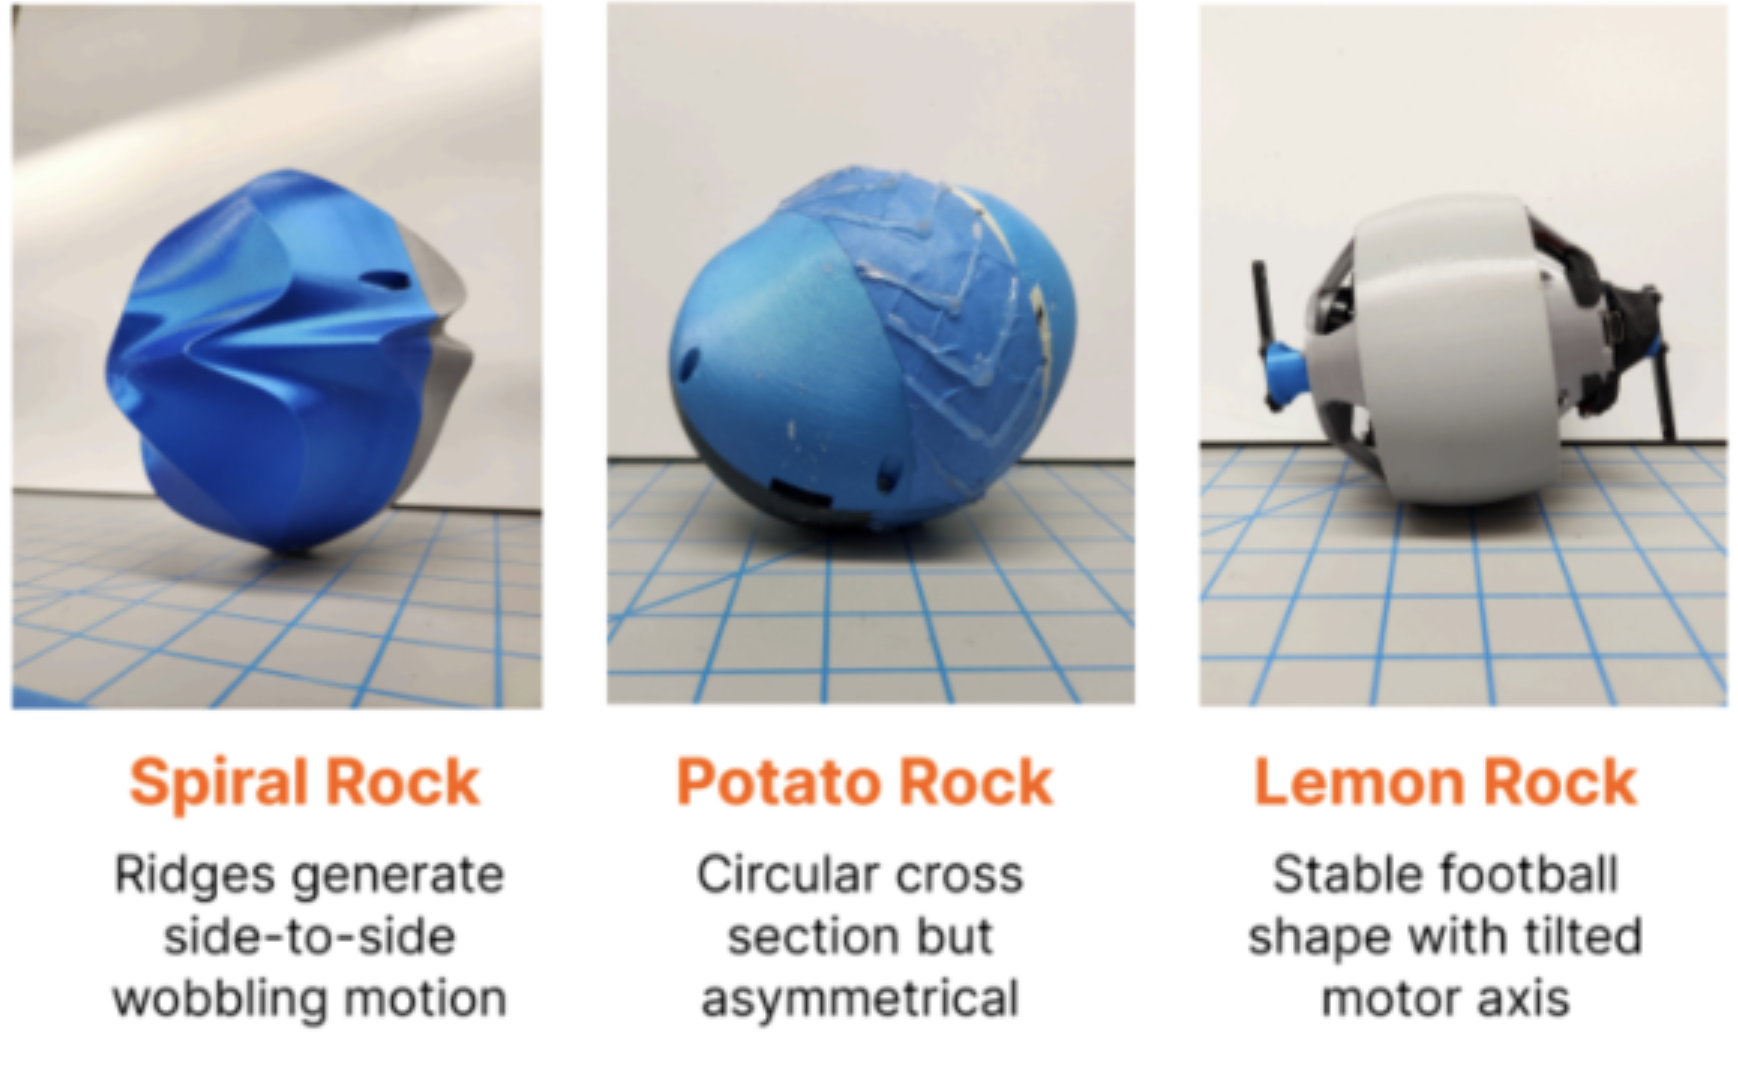 Spiral Rock
Ridges generate
side-to-side
wobbling motion
Potato Rock
Circular cross
section but
asymmetrical
Lemon Rock
Stable football
shape with tilted
motor axis